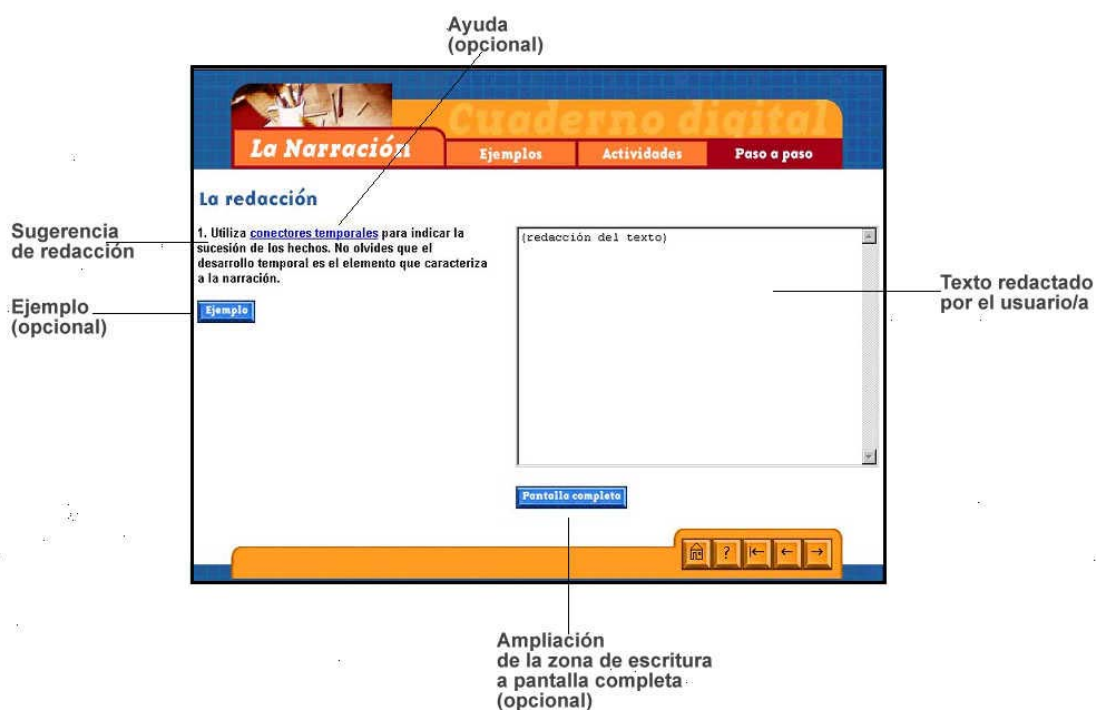 Ayuda
(opcional)
Cuaderno digital
La Narración
Ejemplos
Actividades
Paso a paso
La redacción
Sugerencia
de redacción
1. Utiliza conectores temporales para indicar la
sucesión de los hechos. No olvides que el
desarrollo temporal es el elemento que caracteriza
a la narración.
(redacción del texto)
Texto redactado
por el usuario/a
Ejemplo
(opcional)
Ejemplo
Pantalla completa
?
Ampliación
de la zona de escritura
a pantalla completa
(opcional)